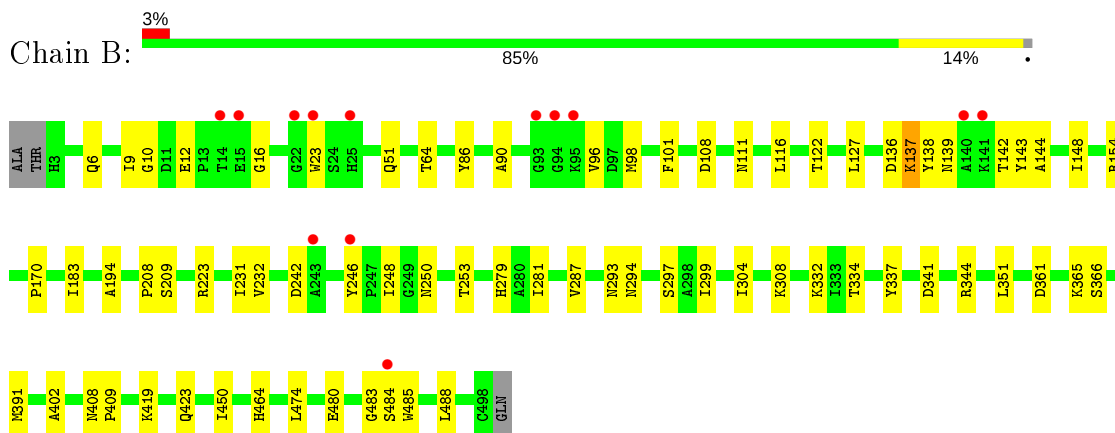 3%
Chain B:
85% 14% •
ALA THR H3 Q6 I9 G10 D11 E12 P13 T14 E15 G16 G22 W23 S24 H25 Q51 T64 Y86 A90 G93 G94 K95 V96 D97 M98 F101 D108 N111 L116 T122 L127 D136 K137 Y138 N139 A140 K141 T142 Y143 A144 I148 R154
P170 I183 A194 P208 S209 R223 I231 V232 D242 A243 Y246 P247 I248 G249 N250 T253 H279 A280 I281 V287 N293 N294 S297 A298 I299 I304 K308 K332 I333 T334 Y337 D341 R344 L351 D361 K365 S366
M391 A402 N408 P409 K419 Q423 I450 H464 L474 E480 G483 S484 W485 L488 C498 GLN